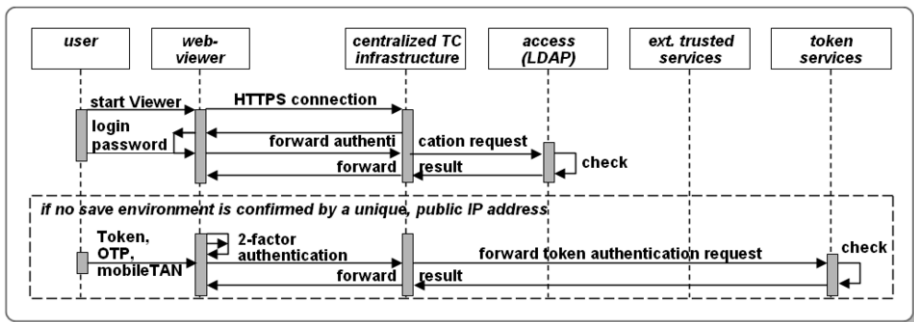 user
web-
viewer
centralized TC
infrastructure
access
(LDAP)
ext. trusted
services
token
services
start Viewer
HTTPS connection
login
password
forward authenti
cation request
check
forward
result
if no save environment is confirmed by a unique, public IP address
Token,
OTP,
mobileTAN
2-factor
authentication
forward token authentication request
check
forward
result